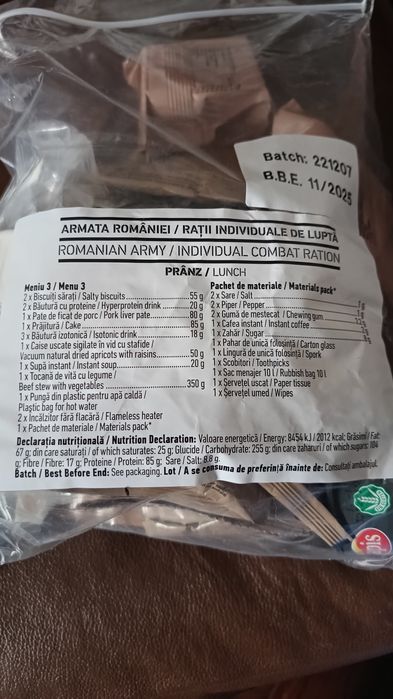 Batch: 221207
B.B.E. 11/2025
ARMATA ROMÂNIEI / RAȚII INDIVIDUALE DE LUPTĂ
ROMANIAN ARMY / INDIVIDUAL COMBAT RATION
PRÂNZ / LUNCH
Meniu 3 / Menu 3
2 x Biscuiți sărați / Salty biscuits.......55 g
2 x Băutură cu proteine / Hyperprotein drink.....20 g
1 x Pate de ficat de porc / Pork liver pate.......80 g
1 x Prăjitură / Cake.......85 g
3 x Băutură izotonică / Isotonic drink.......18 g
1 x Caise uscate sigilate in vid cu stafide /
Vacuum natural dried apricots with raisins.......50 g
1 x Supă instant / Instant soup.......20 g
1 x Tocană de vită cu legume /
Beef stew with vegetables.......350 g
1 x Pungă din plastic pentru apă caldă /
Plastic bag for hot water
2 x Încălzitor fără flacără / Flameless heater
1 x Pachet de materiale / Materials pack*
Pachet de materiale / Materials pack*
2 x Sare / Salt
2 x Piper / Pepper
2 x Gumă de mestecat / Chewing gum
1 x Cafea instant / Instant coffee
1 x Zahăr / Sugar
1 x Pahar de unică folosință / Carton glass
1 x Lingură de unică folosință / Spork
1 x Scobitori / Toothpicks
1 x Sac menajer 10 l / Rubbish bag 10 l
1 x Șervețel uscat / Paper tissue
1 x Șervețel umed / Wipes
Declarația nutrițională / Nutrition Declaration: Valoare energetică / Energy: 8454 kJ / 2012 kcal; Grăsimi / Fat:
67 g; din care saturați / of which saturates: 25 g; Glucide / Carbohydrate: 255 g; din care zaharuri / of which sugars: 104
g; Fibre / Fibre: 17 g; Proteine / Protein: 85 g; Sare / Salt: 8.8 g.
Batch / Best Before End: See packaging. Lot / A se consuma de preferință înainte de: Consultați ambalajul.